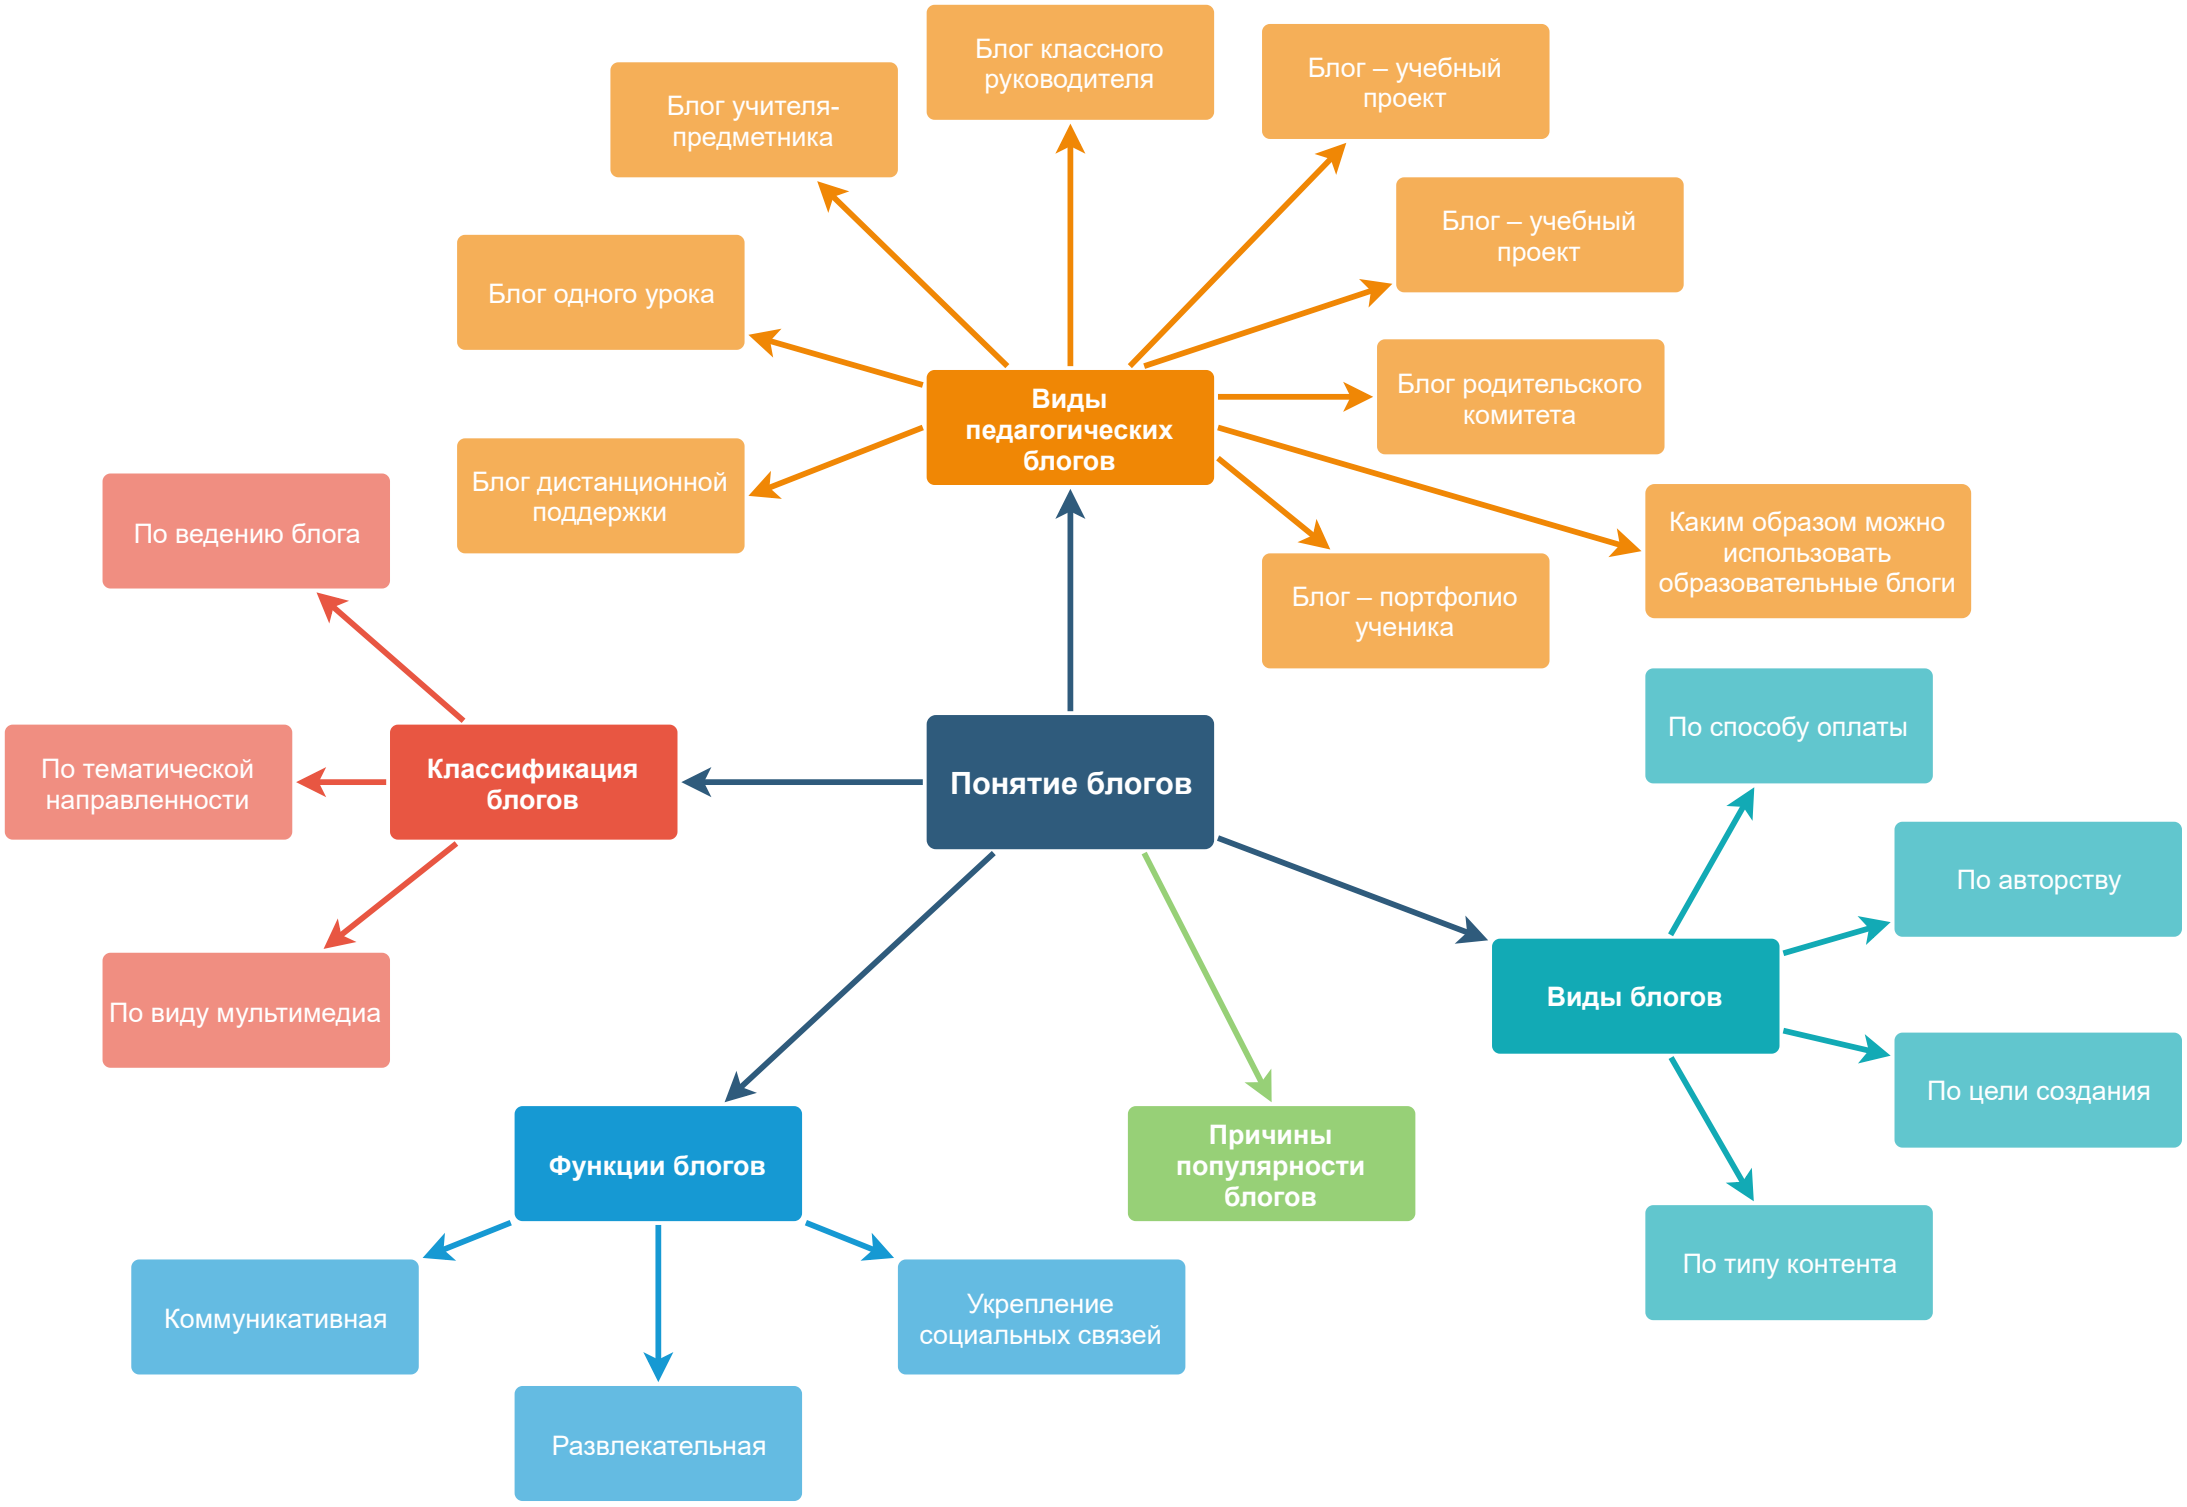 Блог классного
руководителя
Блог – учебный
проект
Блог учителя-
предметника
Блог – учебный
проект
Блог одного урока
Блог родительского
комитета
Виды
педагогических
блогов
Блог дистанционной
поддержки
Каким образом можно
использовать
образовательные блоги
По ведению блога
Блог – портфолио
ученика
По способу оплаты
По тематической
направленности
Классификация
блогов
Понятие блогов
По авторству
Виды блогов
По виду мультимедиа
По цели создания
Функции блогов
Причины
популярности
блогов
По типу контента
Коммуникативная
Укрепление
социальных связей
Развлекательная